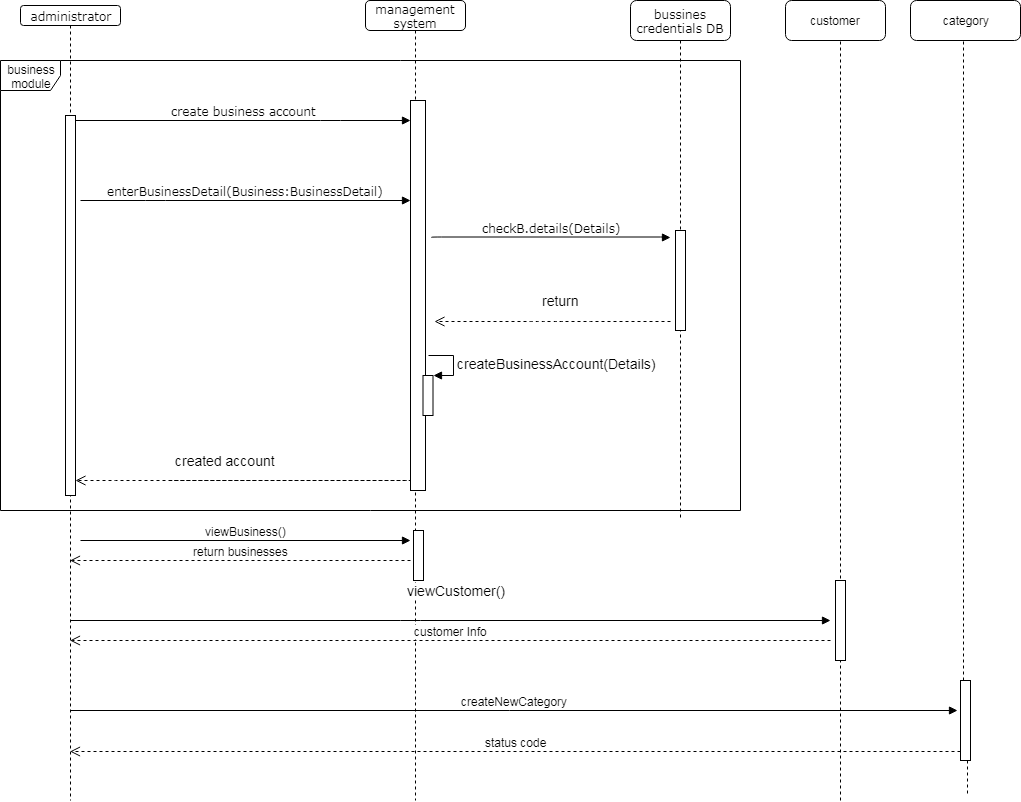 administrator
management
system
bussines
credentials DB
customer
category
business
module
create business account
enterBusinessDetail(Business:BusinessDetail)
checkB.details(Details)
return
createBusinessAccount(Details)
created account
viewBusiness()
return businesses
viewCustomer()
customer Info
createNewCategory
status code